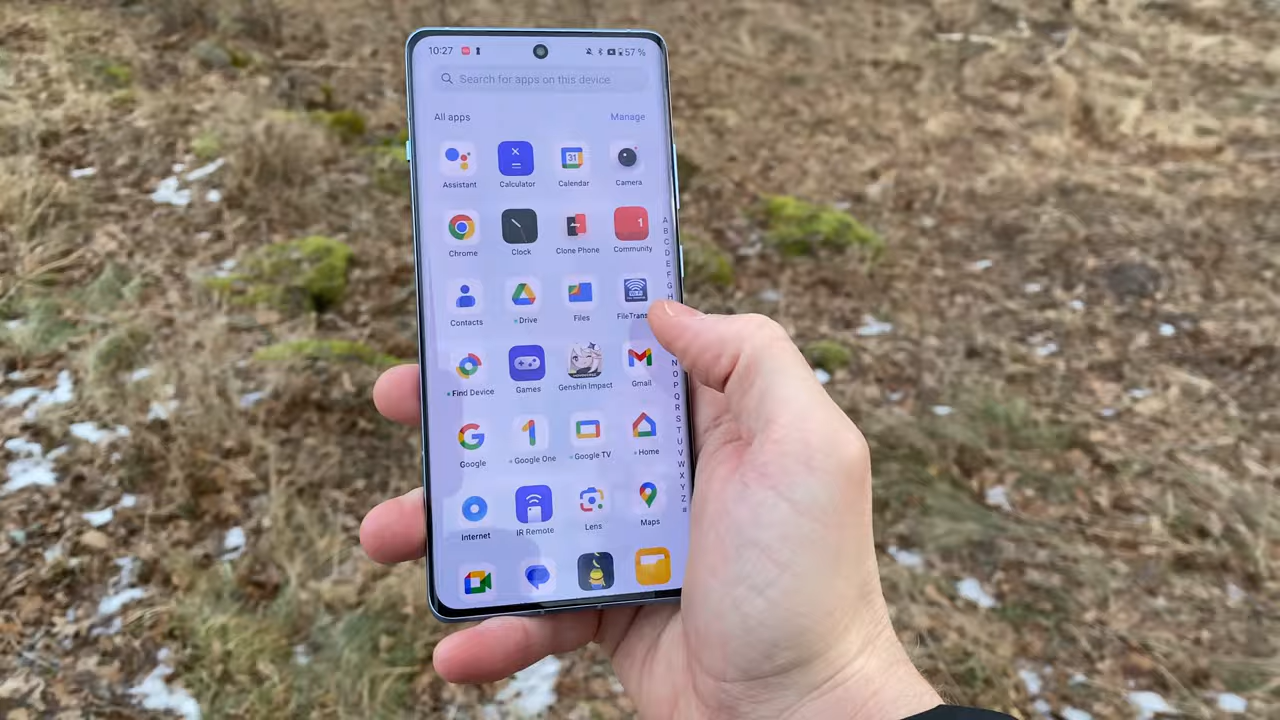 10:27 57 %
Search for apps on this device
All apps Manage
31
Assistant Calculator Calendar Camera
1
Chrome Clock Clone Phone Community
Contacts Drive Files FileTrans
Find Device Games Genshin Impact Gmail
Google Google One Google TV Home
Internet IR Remote Lens Maps
A
B
C
D
E
F
G
H
N
O
P
Q
R
S
T
U
V
W
X
Y
Z
#